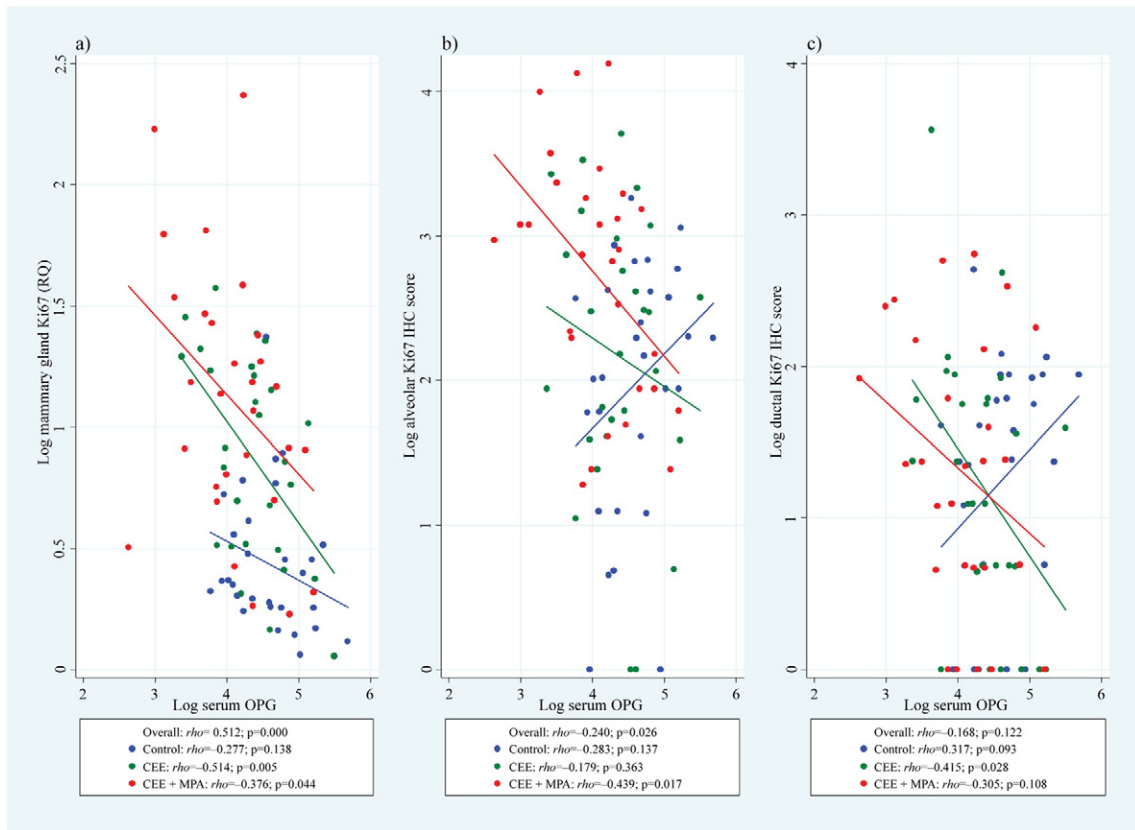 a)
Log mammary gland Ki67 (RQ)
2.5
2
1.5
1
0.5
0
2 3 4 5 6
Log serum OPG
Overall: rho= 0.512; p=0.000
Control: rho=–0.277; p=0.138
CEE: rho=–0.514; p=0.005
CEE + MPA: rho=–0.376; p=0.044
b)
Log alveolar Ki67 IHC score
4
3
2
1
0
2 3 4 5 6
Log serum OPG
Overall: rho=–0.240; p=0.026
Control: rho=–0.283; p=0.137
CEE: rho=–0.179; p=0.363
CEE + MPA: rho=–0.439; p=0.017
c)
Log ductal Ki67 IHC score
4
3
2
1
0
2 3 4 5 6
Log serum OPG
Overall: rho=–0.168; p=0.122
Control: rho=0.317; p=0.093
CEE: rho=–0.415; p=0.028
CEE + MPA: rho=–0.305; p=0.108